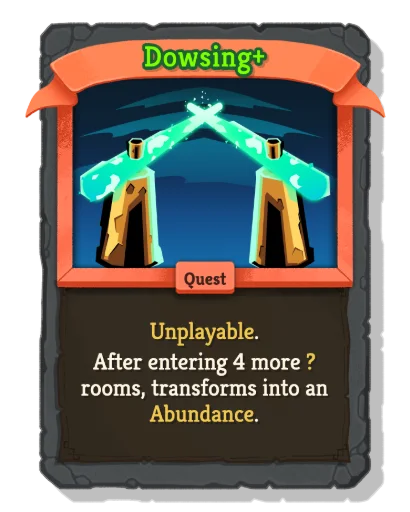 Dowsing+
Quest
Unplayable.
After entering 4 more ?
rooms, transforms into an
Abundance.